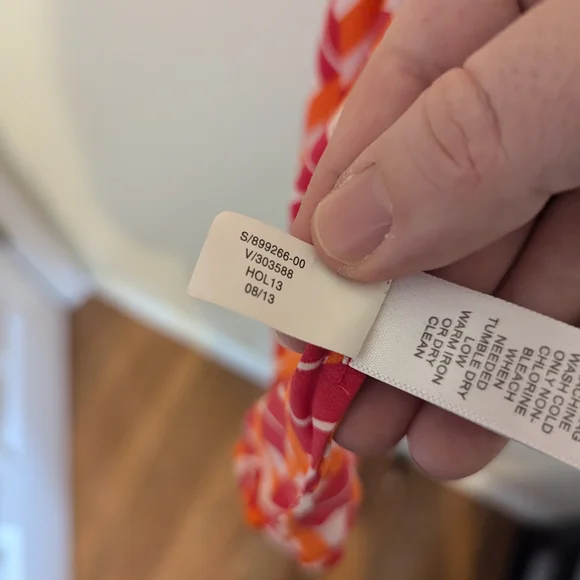 S/899266-00
V/303588
HOL13
08/13
WASH COLD
ONLY NON-
CHLORINE
BLEACH
WHEN
NEEDED
TUMBLE
LOW DRY
WARM IRON
OR DRY
CLEAN